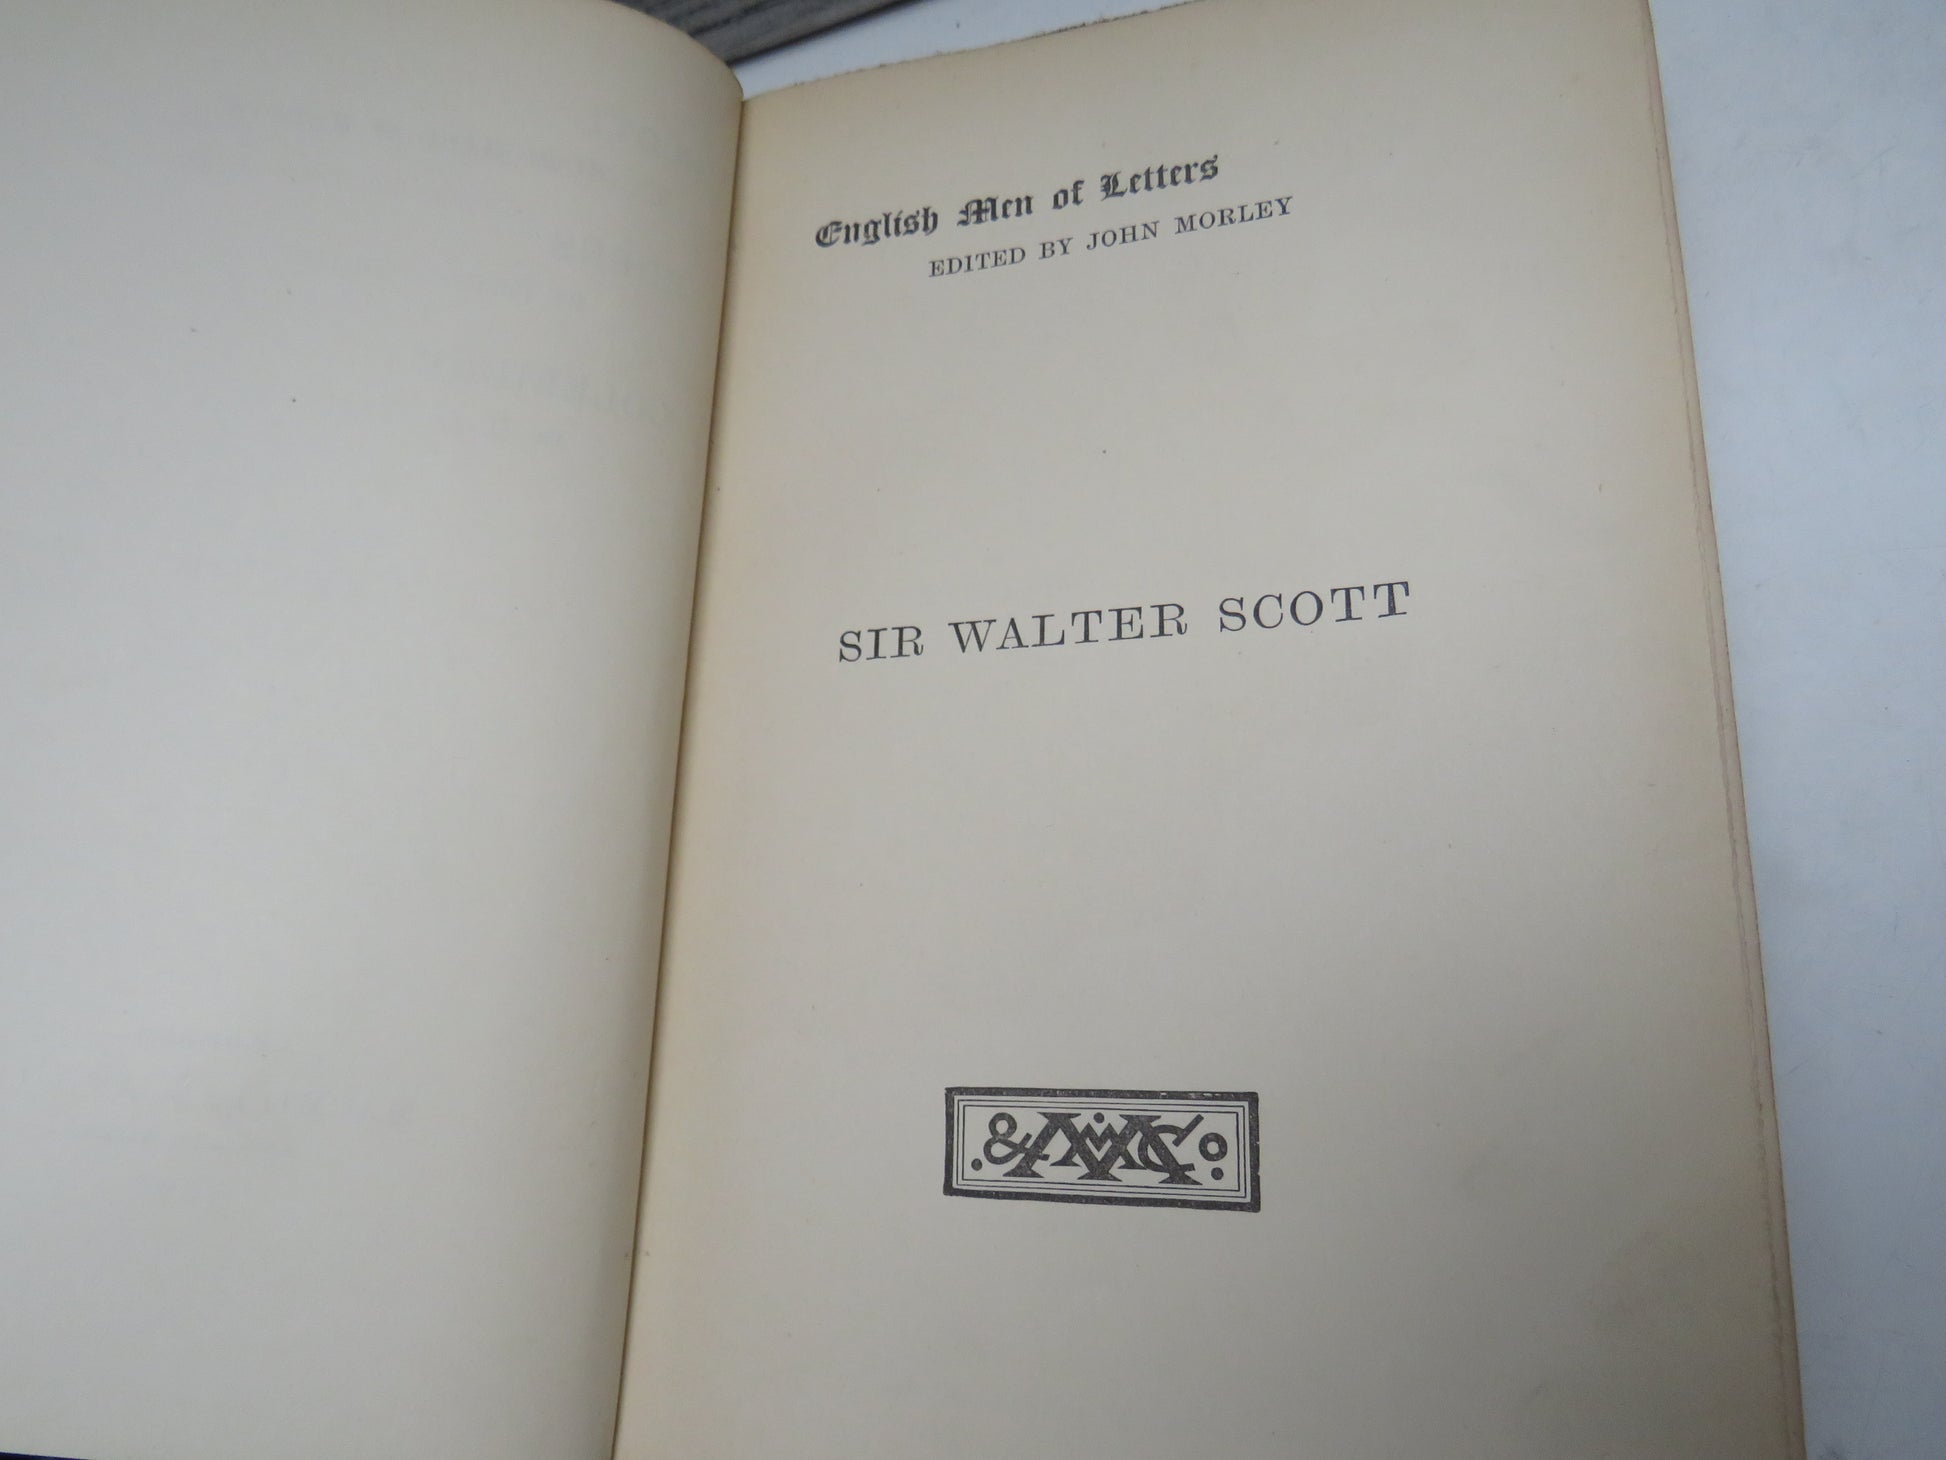 English Men of Letters
EDITED BY JOHN MORLEY
SIR WALTER SCOTT